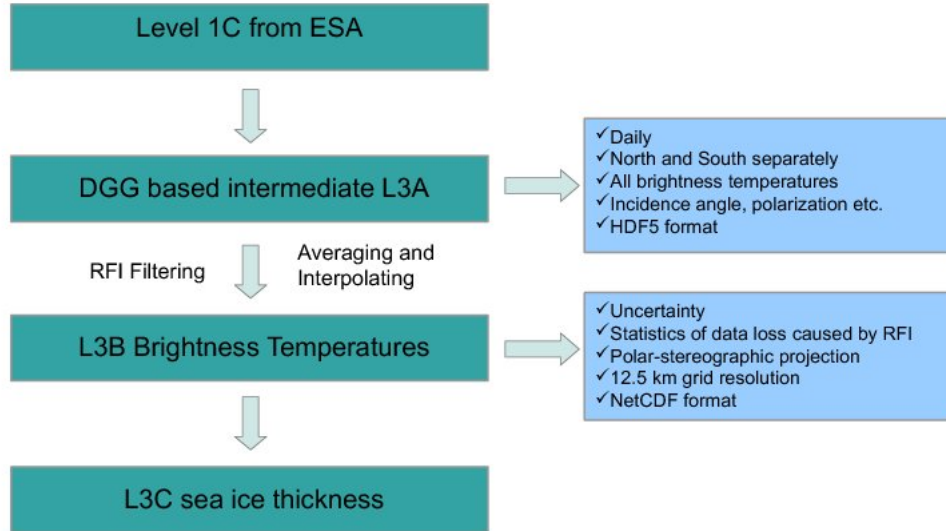 Level 1C from ESA
DGG based intermediate L3A
✓Daily
✓North and South separately
✓All brightness temperatures
✓Incidence angle, polarization etc.
✓HDF5 format
RFI Filtering
Averaging and
Interpolating
L3B Brightness Temperatures
✓Uncertainty
✓Statistics of data loss caused by RFI
✓Polar-stereographic projection
✓12.5 km grid resolution
✓NetCDF format
L3C sea ice thickness